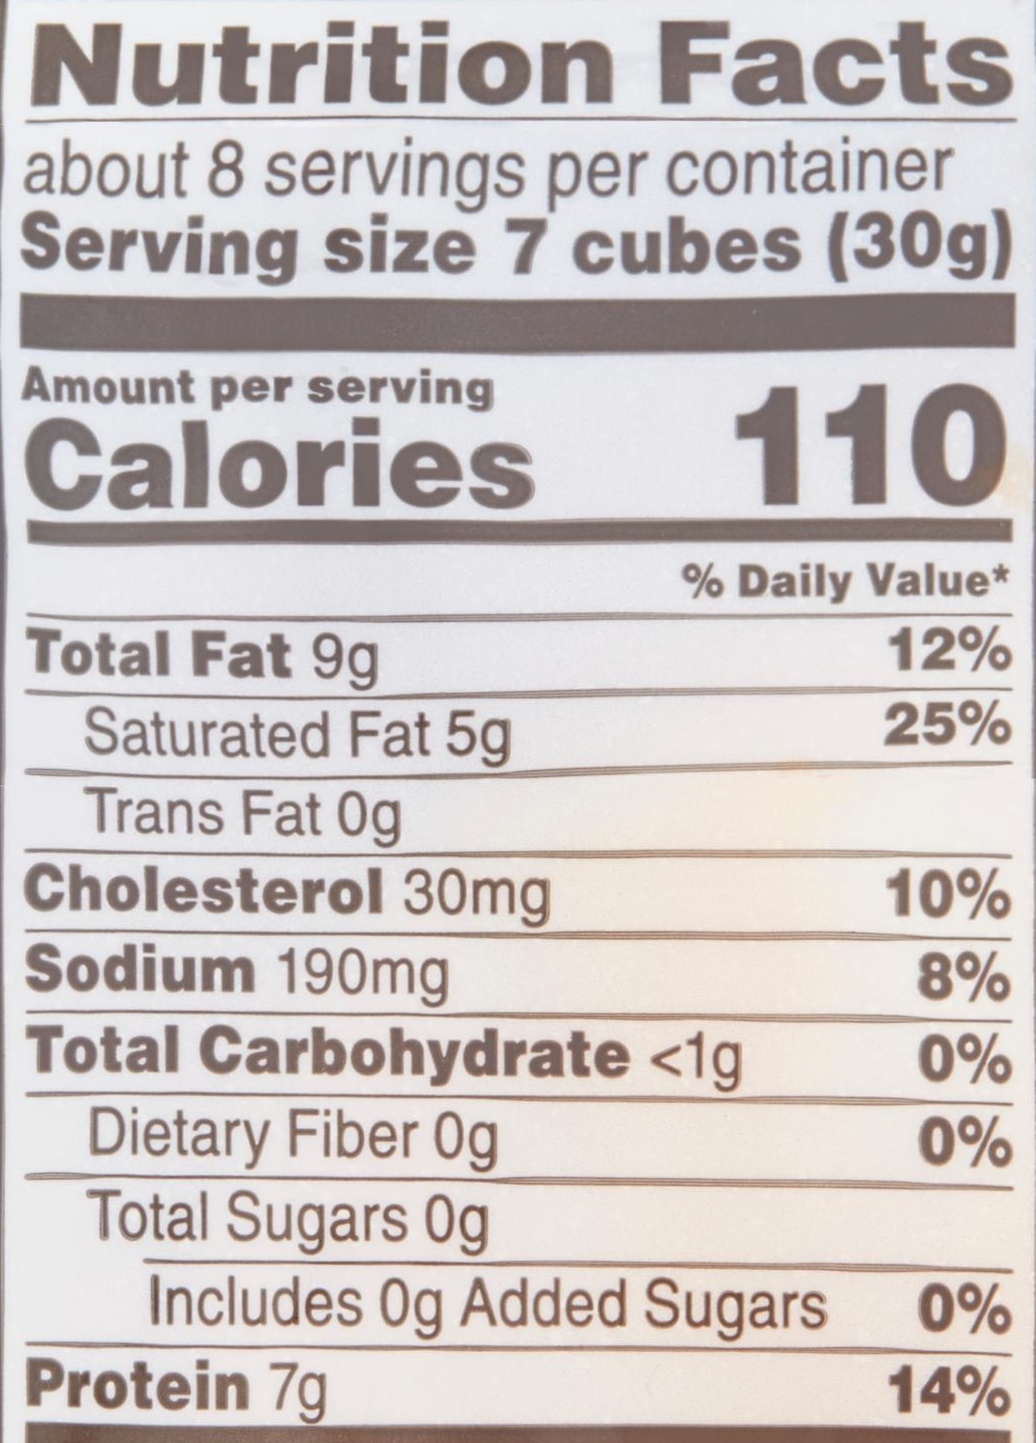 Nutrition Facts
about 8 servings per container
Serving size 7 cubes (30g)
Amount per serving
Calories 110
% Daily Value*
Total Fat 9g 12%
Saturated Fat 5g 25%
Trans Fat 0g
Cholesterol 30mg 10%
Sodium 190mg 8%
Total Carbohydrate <1g 0%
Dietary Fiber 0g 0%
Total Sugars 0g
Includes 0g Added Sugars 0%
Protein 7g 14%